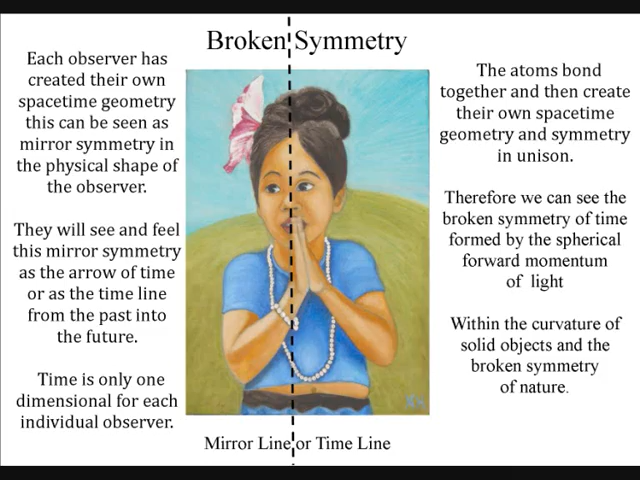 Broken Symmetry
Each observer has
created their own
spacetime geometry
this can be seen as
mirror symmetry in
the physical shape of
the observer.
They will see and feel
this mirror symmetry
as the arrow of time
or as the time line
from the past into
the future.
Time is only one
dimensional for each
individual observer.
The atoms bond
together and then create
their own spacetime
geometry and symmetry
in unison.
Therefore we can see the
broken symmetry of time
formed by the spherical
forward momentum
of light
Within the curvature of
solid objects and the
broken symmetry
of nature.
Mirror Line or Time Line